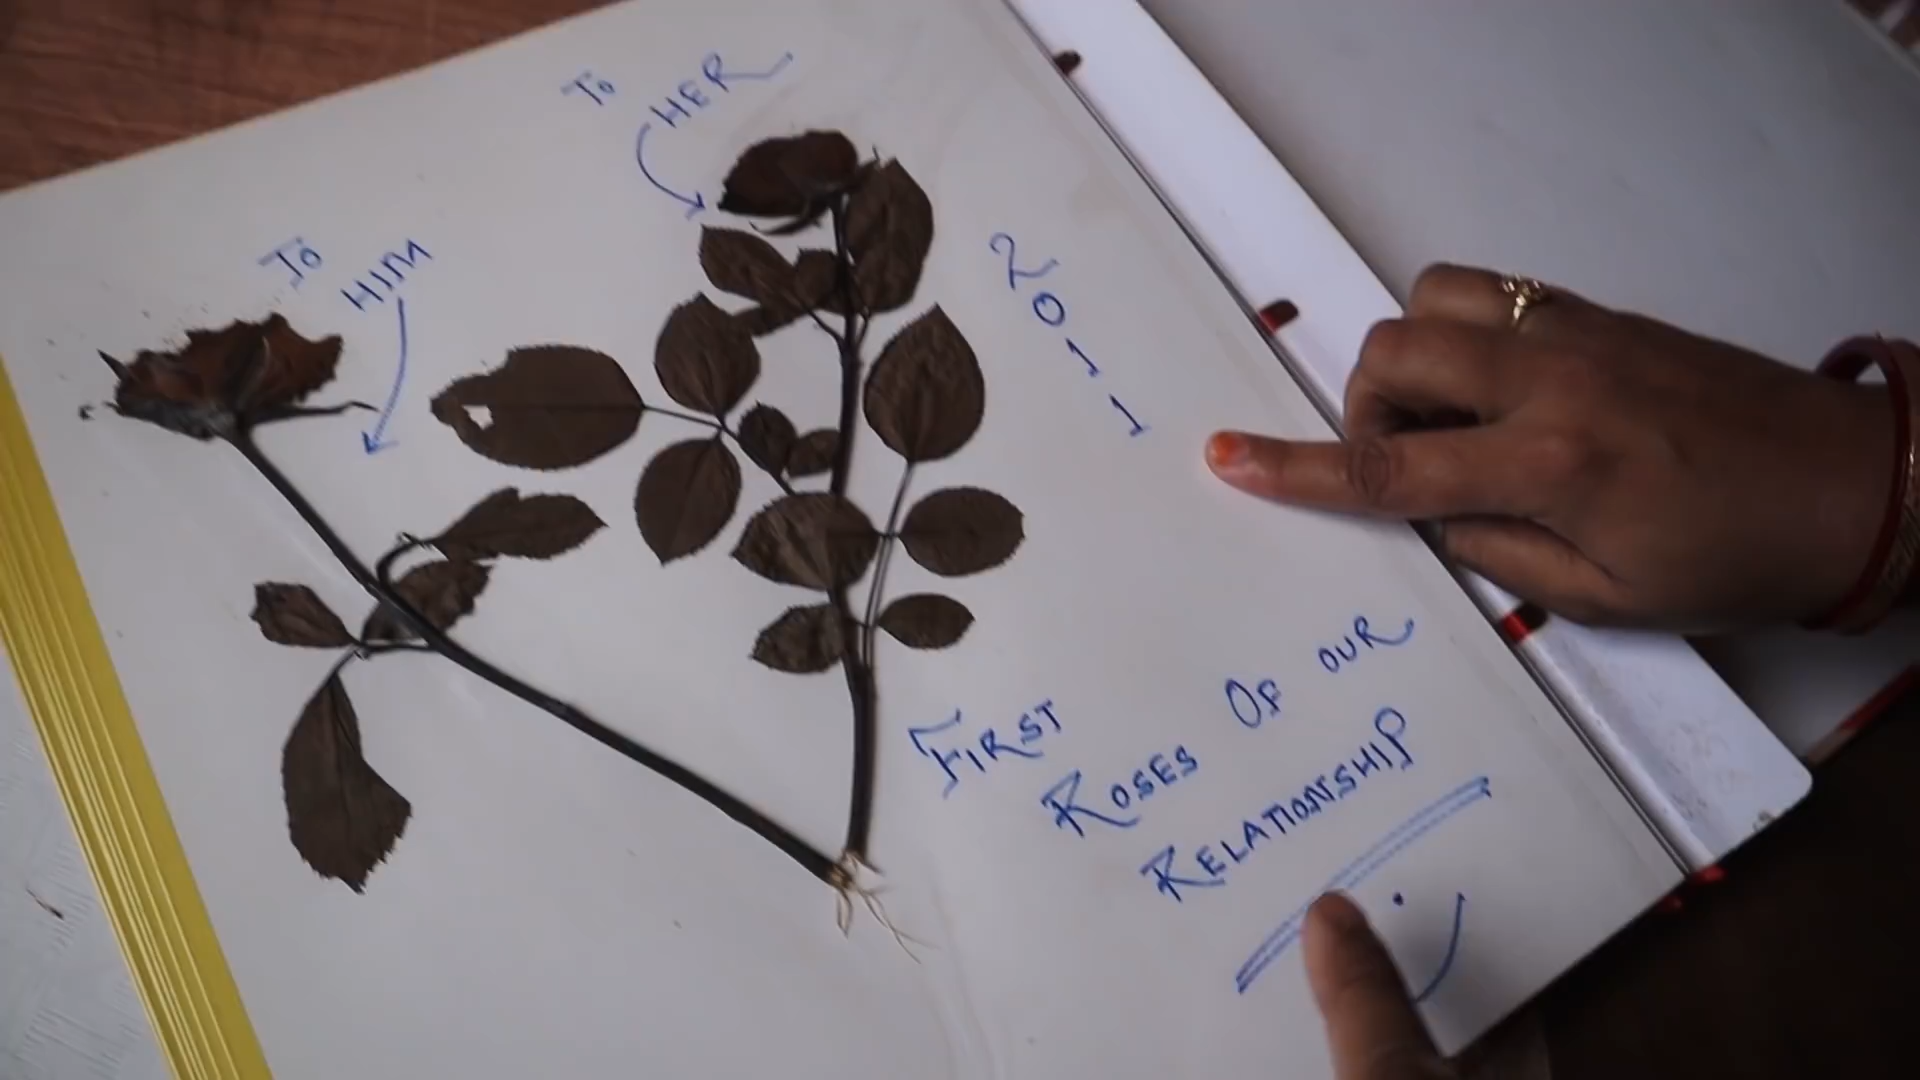 To
HER
To
HIM
2011
FIRST
ROSES OF OUR
RELATIONSHIP